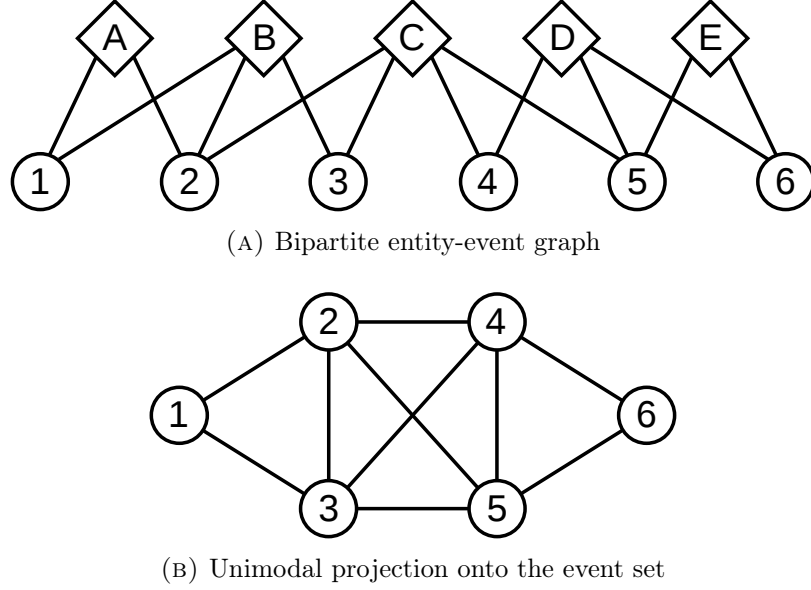 A B C D E
1 2 3 4 5 6
(A) Bipartite entity-event graph
2 4
1 6
3 5
(B) Unimodal projection onto the event set